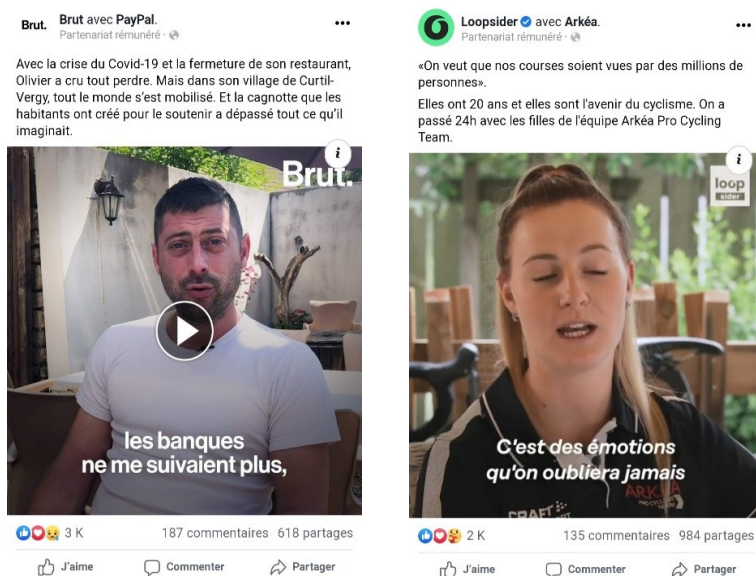 Brut avec PayPal.
Partenariat rémunéré ·
Avec la crise du Covid-19 et la fermeture de son restaurant,
Olivier a cru tout perdre. Mais dans son village de Curtil-
Vergy, tout le monde s'est mobilisé. Et la cagnotte que les
habitants ont créé pour le soutenir a dépassé tout ce qu'il
imaginait.
Brut.
i
Brut.
les banques
ne me suivaient plus,
3 K
187 commentaires 618 partages
J'aime
Commenter
Partager
Loopsider avec Arkéa.
Partenariat rémunéré ·
«On veut que nos courses soient vues par des millions de
personnes».
Elles ont 20 ans et elles sont l'avenir du cyclisme. On a
passé 24h avec les filles de l'équipe Arkéa Pro Cycling
Team.
i
loop
sider
C'est des émotions
qu'on oubliera jamais
ARKEA
PRO CYCLING
TEAM
CRAFT
2 K
135 commentaires 984 partages
J'aime
Commenter
Partager